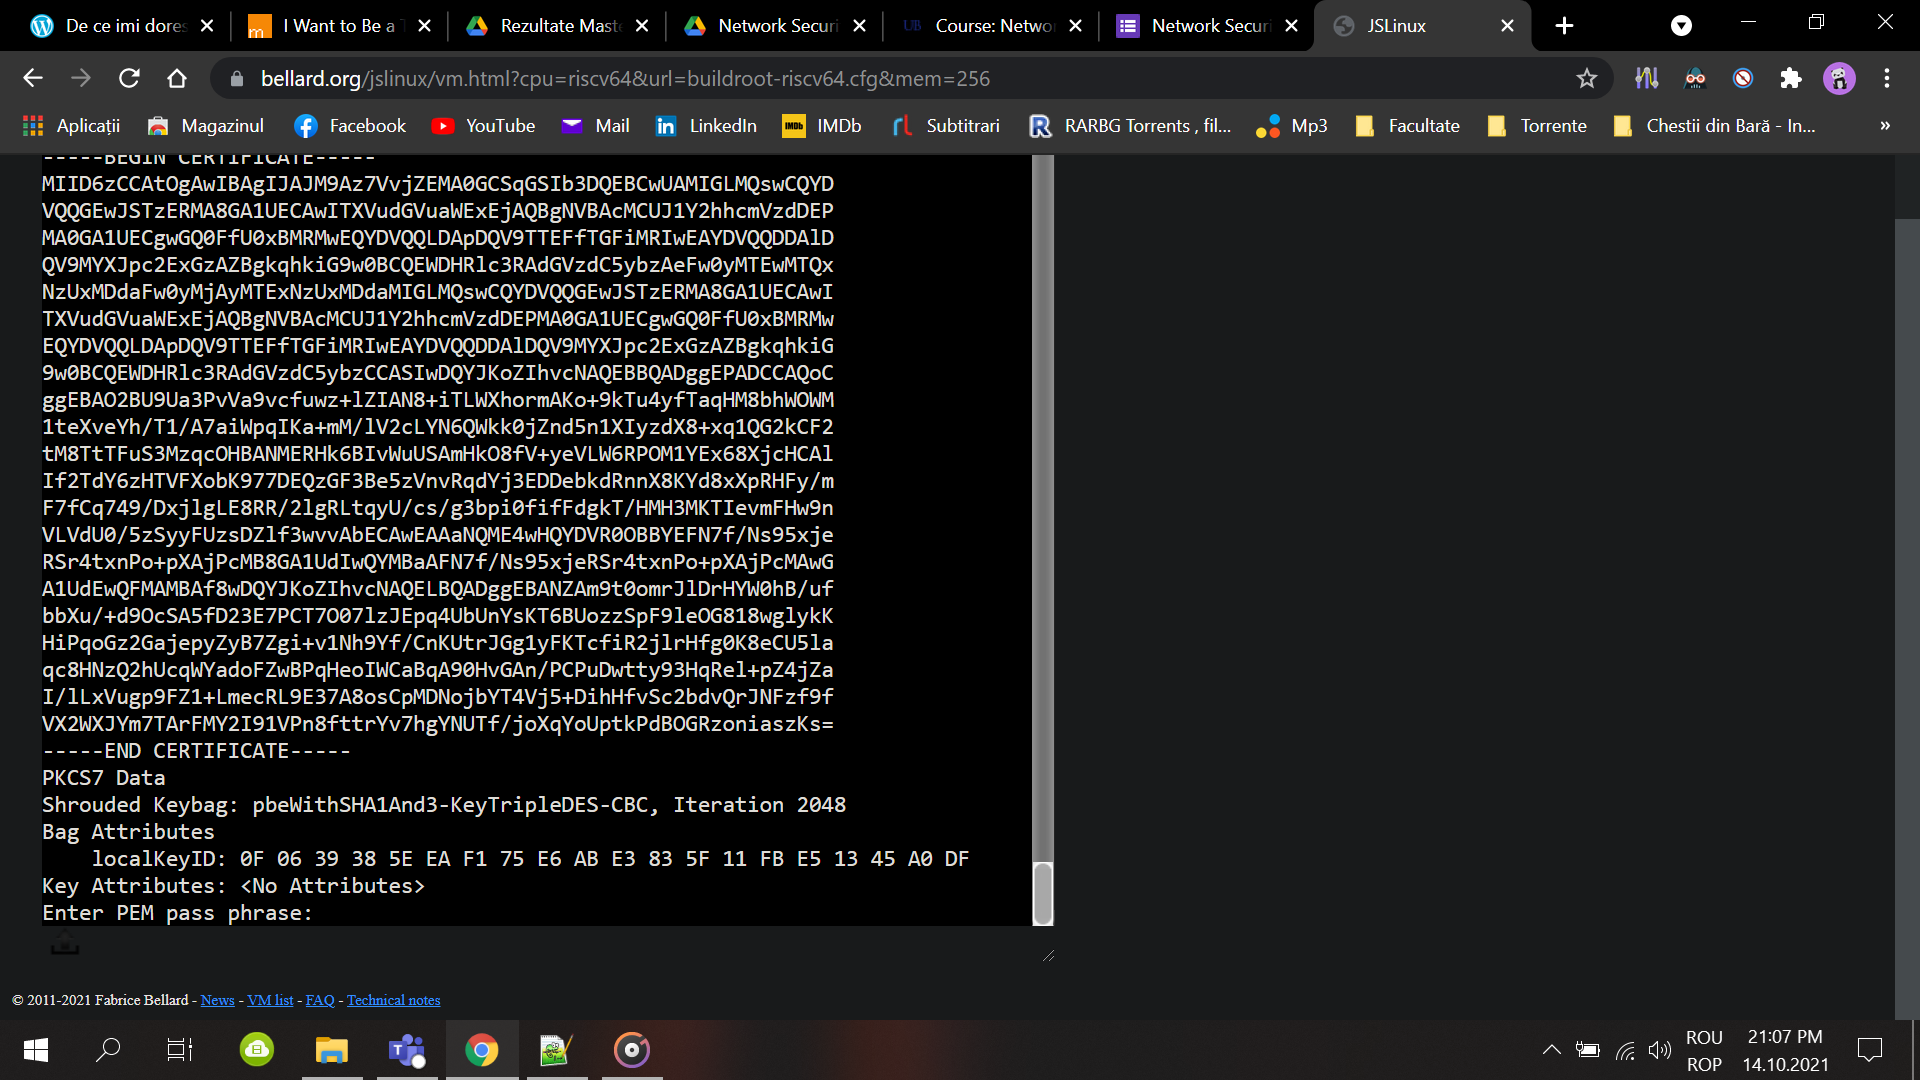 De ce imi dores
I Want to Be a T
Rezultate Maste
Network Securi
Course: Networ
Network Securi
JSLinux
bellard.org/jslinux/vm.html?cpu=riscv64&url=buildroot-riscv64.cfg&mem=256
Aplicații
Magazinul
Facebook
YouTube
Mail
LinkedIn
IMDb
Subtitrari
RARBG Torrents , fil...
Mp3
Facultate
Torrente
Chestii din Bară - In...
»
-----BEGIN CERTIFICATE-----
MIID6zCCAtOgAwIBAgIJAJM9Az7VvjZEMA0GCSqGSIb3DQEBCwUAMIGLMQswCQYD
VQQGEwJSTzERMA8GA1UECAwITXVudGVuaWExEjAQBgNVBAcMCUJ1Y2hhcmVzdDEP
MA0GA1UECgwGQ0FfU0xBMRMwEQYDVQQLDApDQV9TTEFfTGFiMRIwEAYDVQQDDAlD
QV9MYXJpc2ExGzAZBgkqhkiG9w0BCQEWDHRlc3RAdGVzdC5ybzAeFw0yMTEwMTQx
NzUxMDdaFw0yMjAyMTExNzUxMDdaMIGLMQswCQYDVQQGEwJSTzERMA8GA1UECAwI
TXVudGVuaWExEjAQBgNVBAcMCUJ1Y2hhcmVzdDEPMA0GA1UECgwGQ0FfU0xBMRMw
EQYDVQQLDApDQV9TTEFfTGFiMRIwEAYDVQQDDAlDQV9MYXJpc2ExGzAZBgkqhkiG
9w0BCQEWDHRlc3RAdGVzdC5ybzCCASIwDQYJKoZIhvcNAQEBBQADggEPADCCAQoC
ggEBAO2BU9Ua3PvVa9vcfuwz+lZIAN8+iTLWXhormAKo+9kTu4yfTaqHM8bhWOWM
1teXveYh/T1/A7aiWpqIKa+mM/lV2cLYN6QWkk0jZnd5n1XIyzdX8+xq1QG2kCF2
tM8TtTFuS3MzqcOHBANMERHk6BIvWuUSAmHkO8fV+yeVLW6RPOM1YEx68XjcHCAl
If2TdY6zHTVFXobK977DEQzGF3Be5zVnvRqdYj3EDDebkdRnnX8KYd8xXpRHFy/m
F7fCq749/DxjlgLE8RR/2lgRLtqyU/cs/g3bpi0fifFdgkT/HMH3MKTIevmFHw9n
VLVdU0/5zSyyFUzsDZlf3wvvAbECAwEAAaNQME4wHQYDVR0OBBYEFN7f/Ns95xje
RSr4txnPo+pXAjPcMB8GA1UdIwQYMBaAFN7f/Ns95xjeRSr4txnPo+pXAjPcMAwG
A1UdEwQFMAMBAf8wDQYJKoZIhvcNAQELBQADggEBANZAm9t0omrJlDrHYW0hB/uf
bbXu/+d9OcSA5fD23E7PCT7O07lzJEpq4UbUnYsKT6BUozzSpF9leOG818wglykK
HiPqoGz2GajepyZyB7Zgi+v1Nh9Yf/CnKUtrJGg1yFKTcfiR2jlrHfg0K8eCU5la
qc8HNzQ2hUcqWYadoFZwBPqHeoIWCaBqA90HvGAn/PCPuDwtty93HqRel+pZ4jZa
I/lLxVugp9FZ1+LmecRL9E37A8osCpMDNojbYT4Vj5+DihHfvSc2bdvQrJNFzf9f
VX2WXJYm7TArFMY2I91VPn8fttrYv7hgYNUTf/joXqYoUptkPdBOGRzoniaszKs=
-----END CERTIFICATE-----
PKCS7 Data
Shrouded Keybag: pbeWithSHA1And3-KeyTripleDES-CBC, Iteration 2048
Bag Attributes
localKeyID: 0F 06 39 38 5E EA F1 75 E6 AB E3 83 5F 11 FB E5 13 45 A0 DF
Key Attributes: <No Attributes>
Enter PEM pass phrase:
© 2011-2021 Fabrice Bellard - News - VM list - FAQ - Technical notes
ROU
ROP
21:07 PM
14.10.2021